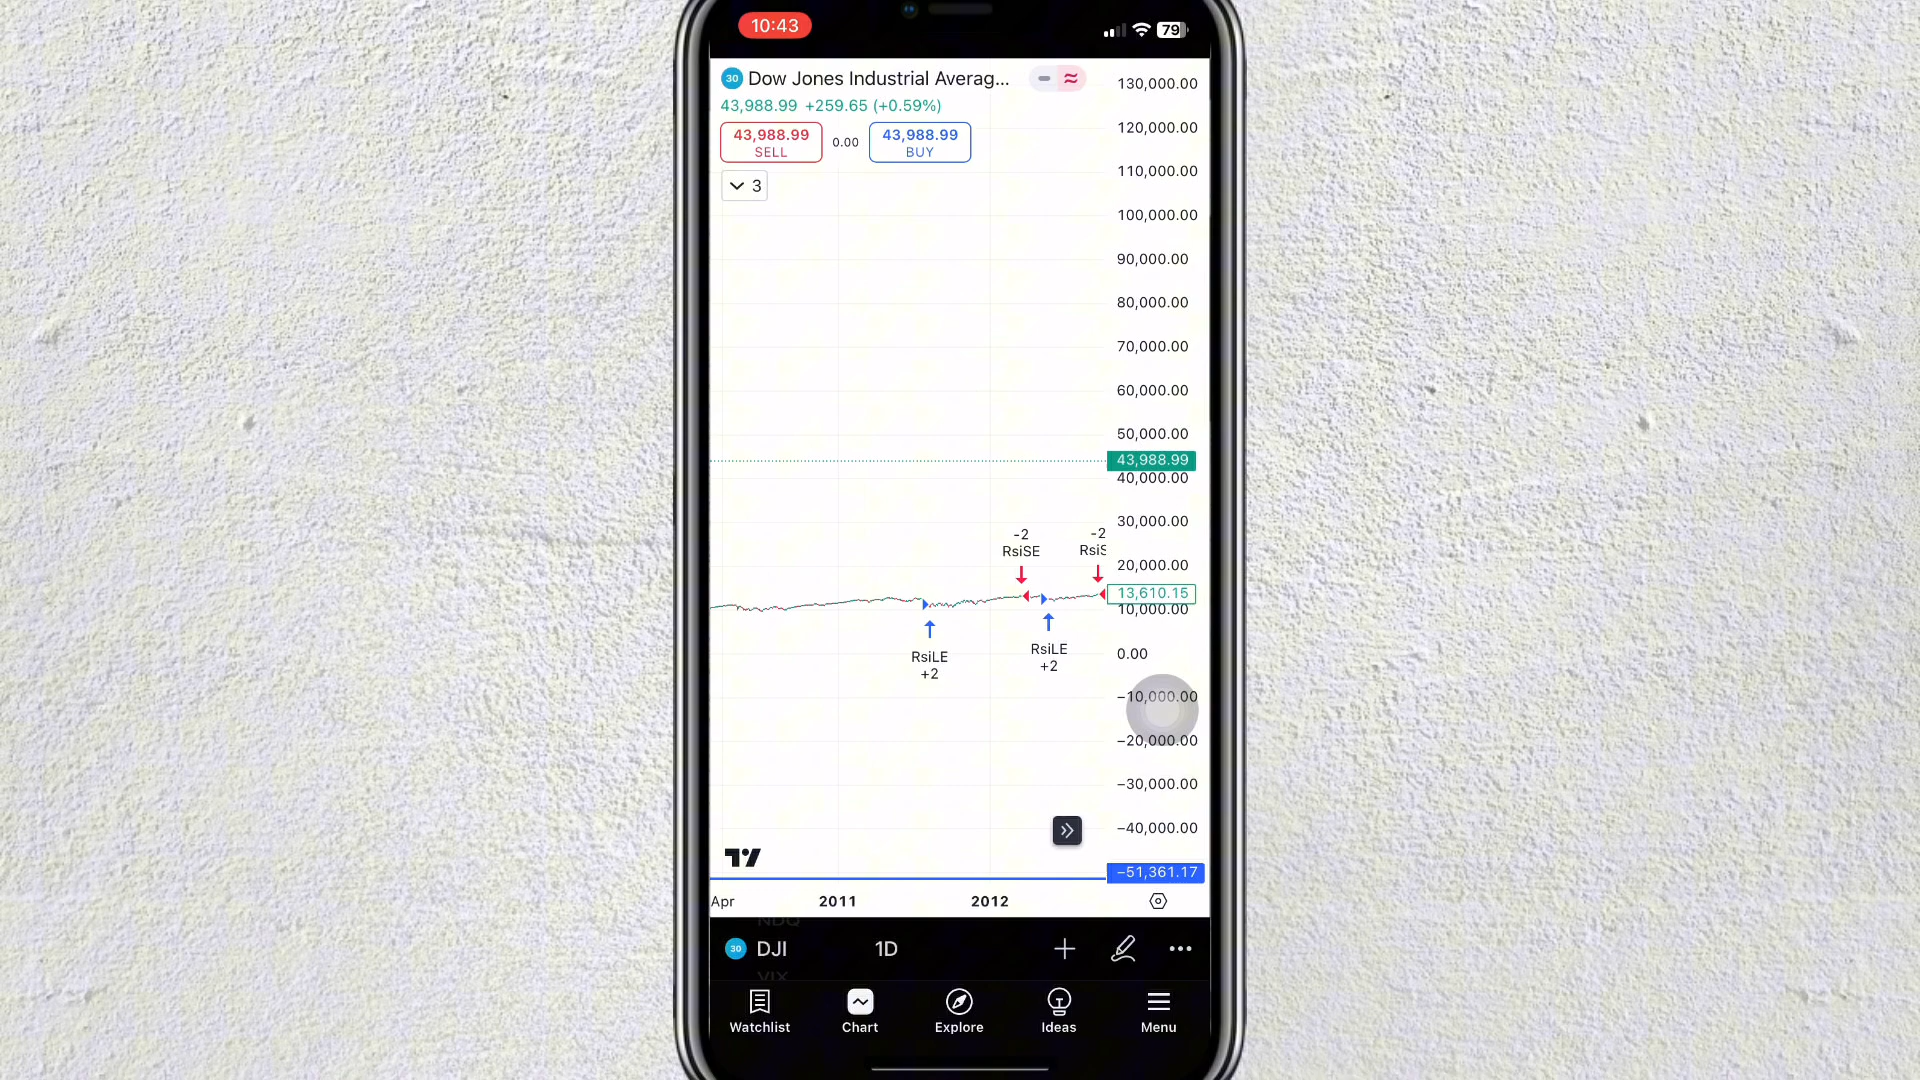 10:43
79
30 Dow Jones Industrial Averag...
43,988.99 +259.65 (+0.59%)
43,988.99
SELL
0.00
43,988.99
BUY
3
130,000.00
120,000.00
110,000.00
100,000.00
90,000.00
80,000.00
70,000.00
60,000.00
50,000.00
43,988.99
40,000.00
30,000.00
20,000.00
13,610.15
10,000.00
0.00
−10,000.00
−20,000.00
−30,000.00
−40,000.00
−51,361.17
-2
RsiSE
-2
RsiS
RsiLE
+2
RsiLE
+2
Apr 2011 2012
NDQ
30 DJI 1D
VIX
Watchlist Chart Explore Ideas Menu